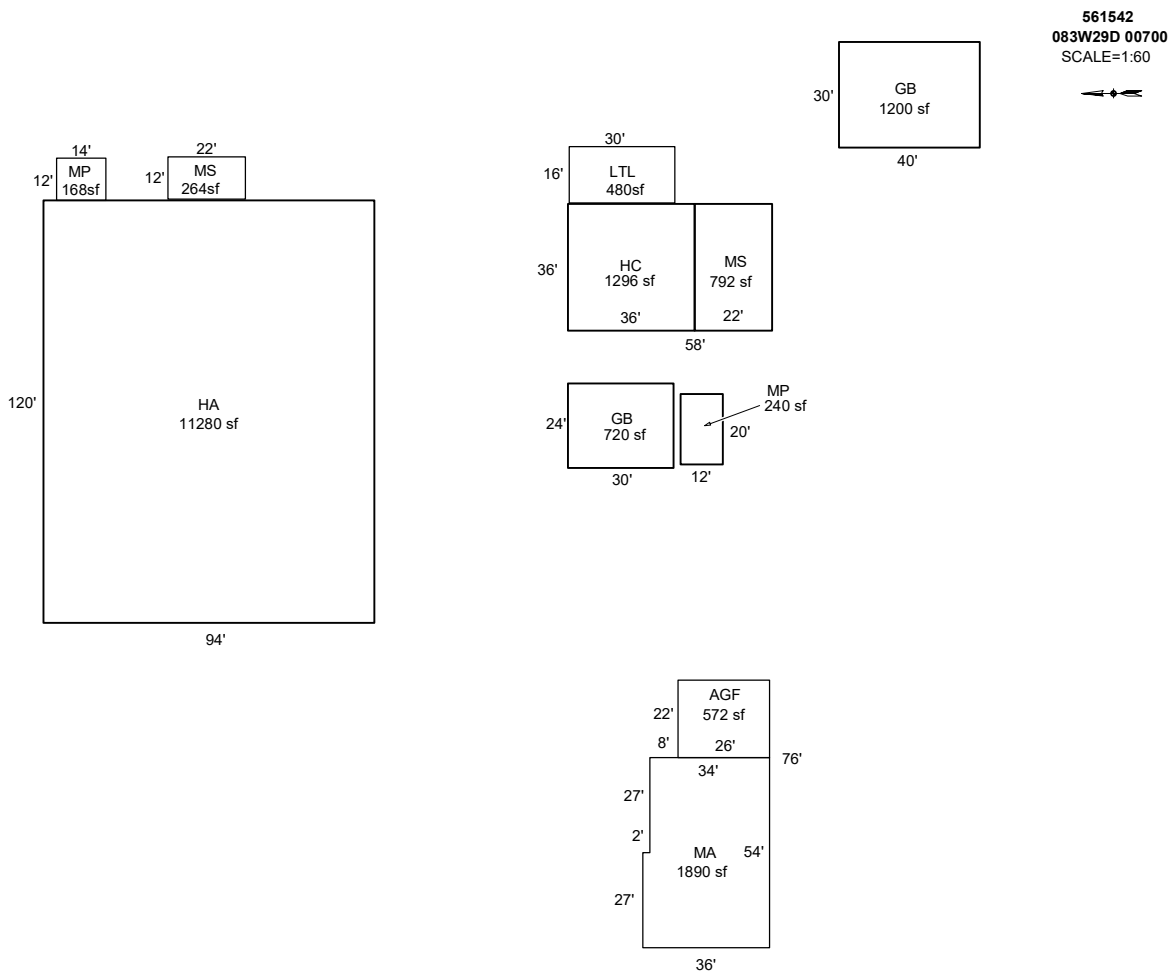 561542
083W29D 00700
SCALE=1:60
GB
1200 sf
30'
40'
14'
MP
12'
168sf
22'
MS
12'
264sf
HA
11280 sf
120'
94'
30'
16'
LTL
480sf
36'
HC
1296 sf
36'
MS
792 sf
22'
58'
24'
GB
720 sf
30'
MP
240 sf
20'
12'
AGF
572 sf
22'
8'
26'
76'
34'
27'
2'
MA
1890 sf
54'
27'
36'